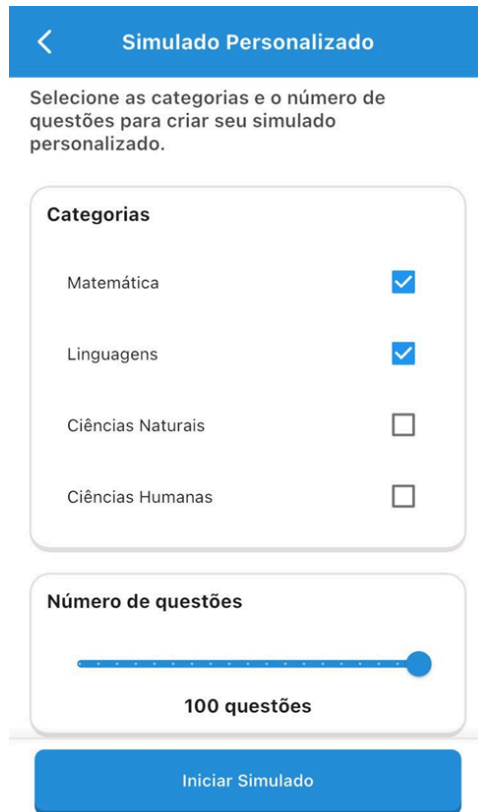 Simulado Personalizado
Selecione as categorias e o número de
questões para criar seu simulado
personalizado.
Categorias
Matemática
Linguagens
Ciências Naturais
Ciências Humanas
Número de questões
100 questões
Iniciar Simulado